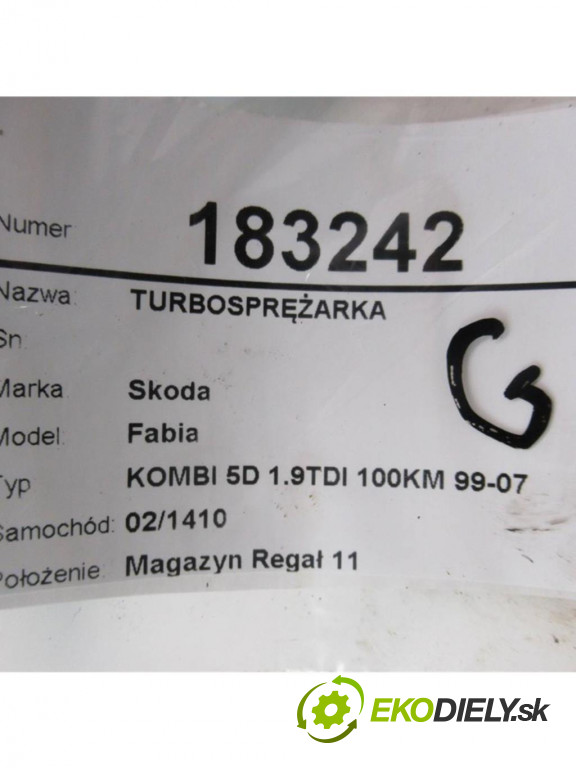 Numer 183242
Nazwa: TURBOSPRĘŻARKA
Sn
Marka Skoda
Model: Fabia
Typ KOMBI 5D 1.9TDI 100KM 99-07
Samochód: 02/1410
Położenie: Magazyn Regał 11
G
EKODIELY.sk